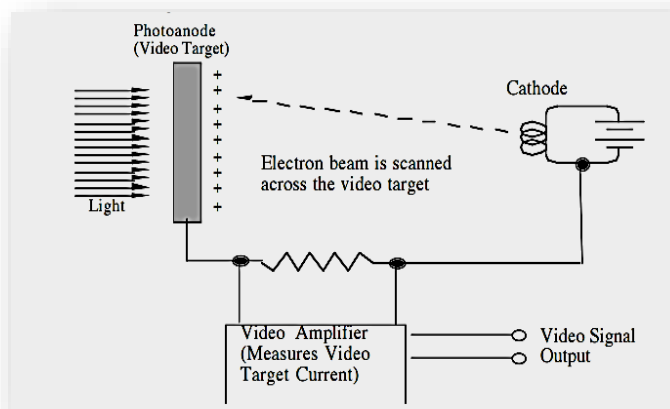 Photoanode
(Video Target)
+
+
+
+
+
+
+
+
+
Cathode
Electron beam is scanned
across the video target
Light
Video Amplifier
(Measures Video
Target Current)
Video Signal
Output